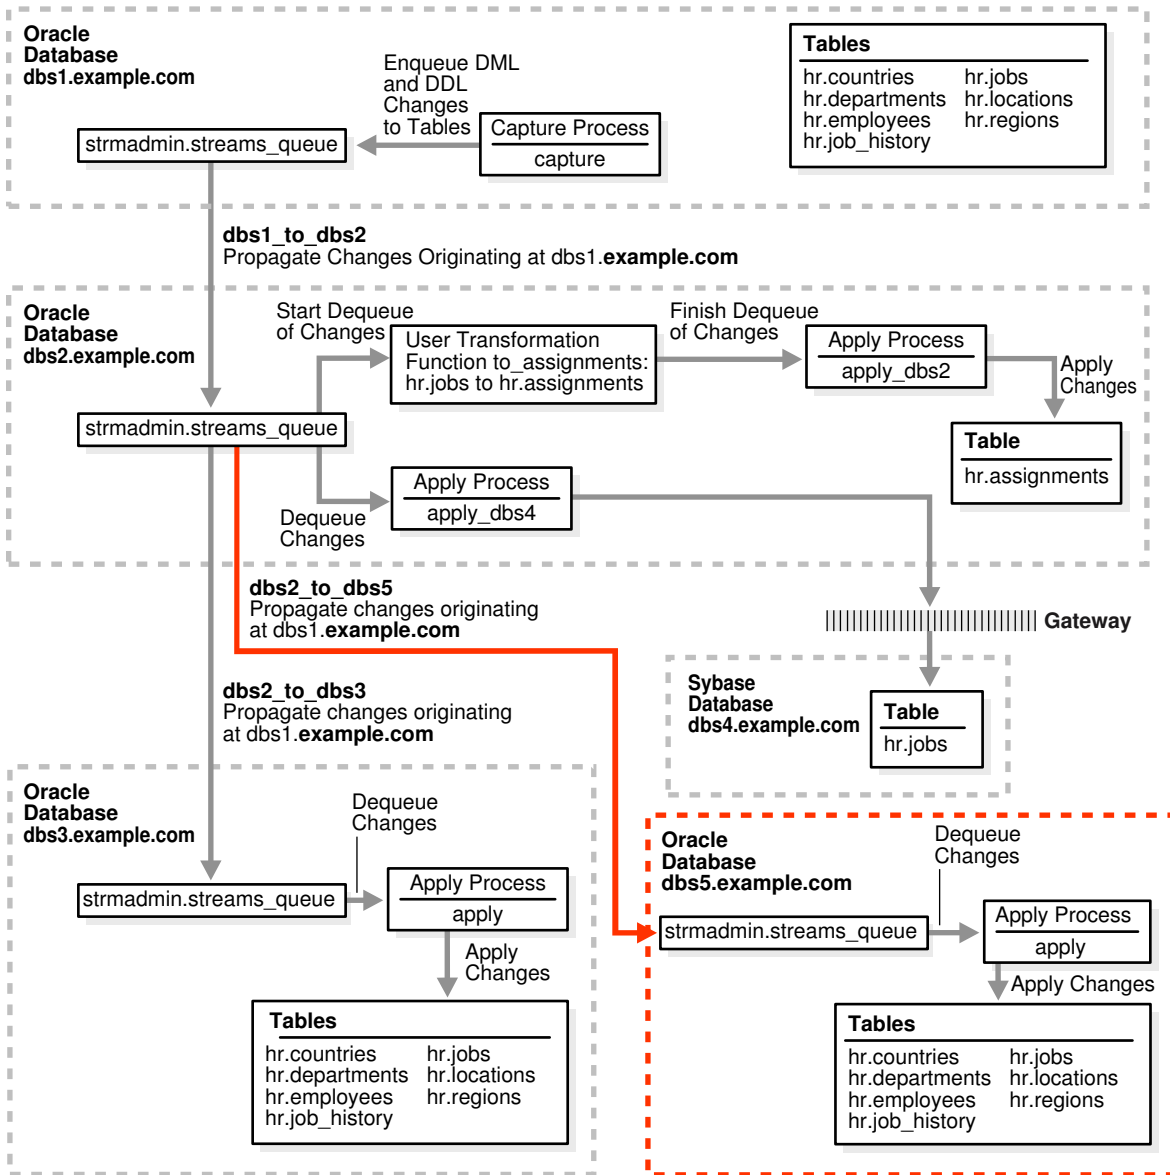 Oracle
Database
dbs1.example.com
Enqueue DML
and DDL
Changes
to Tables
strmadmin.streams_queue
Capture Process
capture
Tables
hr.countries hr.jobs
hr.departments hr.locations
hr.employees hr.regions
hr.job_history
dbs1_to_dbs2
Propagate Changes Originating at dbs1.example.com
Oracle
Database
dbs2.example.com
Start Dequeue
of Changes
User Transformation
Function to_assignments:
hr.jobs to hr.assignments
Finish Dequeue
of Changes
Apply Process
apply_dbs2
Apply
Changes
strmadmin.streams_queue
Table
hr.assignments
Dequeue
Changes
Apply Process
apply_dbs4
dbs2_to_dbs5
Propagate changes originating
at dbs1.example.com
Gateway
dbs2_to_dbs3
Propagate changes originating
at dbs1.example.com
Sybase
Database
dbs4.example.com
Table
hr.jobs
Oracle
Database
dbs3.example.com
Dequeue
Changes
strmadmin.streams_queue
Apply Process
apply
Apply
Changes
Tables
hr.countries hr.jobs
hr.departments hr.locations
hr.employees hr.regions
hr.job_history
Oracle
Database
dbs5.example.com
Dequeue
Changes
strmadmin.streams_queue
Apply Process
apply
Apply Changes
Tables
hr.countries hr.jobs
hr.departments hr.locations
hr.employees hr.regions
hr.job_history